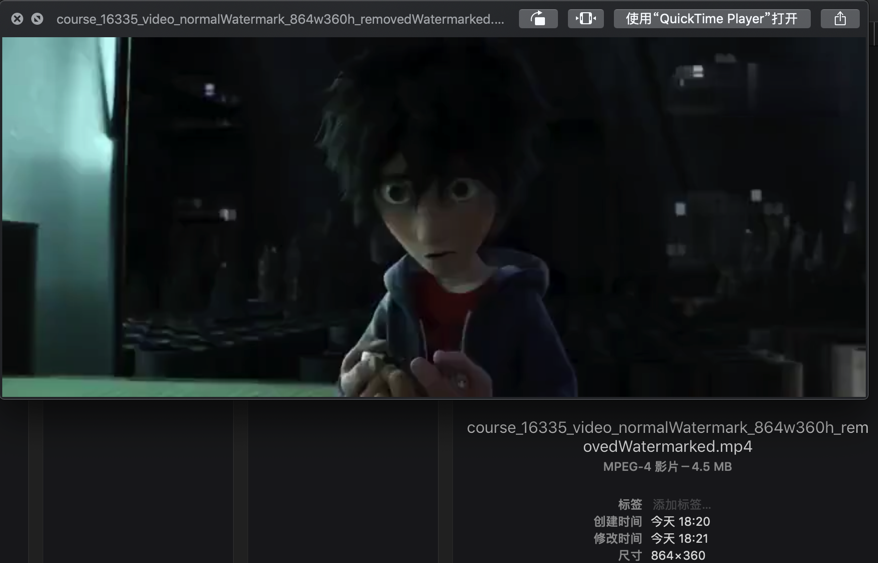 course_16335_video_normalWatermark_864w360h_removedWatermarked....
使用“QuickTime Player”打开
course_16335_video_normalWatermark_864w360h_rem
ovedWatermarked.mp4
MPEG-4 影片 – 4.5 MB
标签 添加标签...
创建时间 今天 18:20
修改时间 今天 18:21
尺寸 864×360